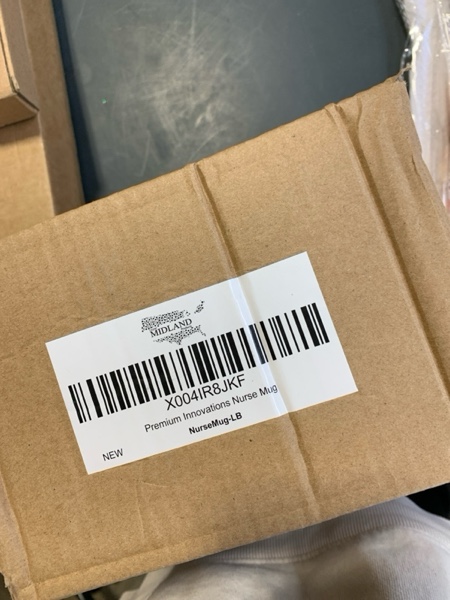 MIDLAND
X004IR8JKF
Premium Innovations Nurse Mug
NurseMug-LB
NEW